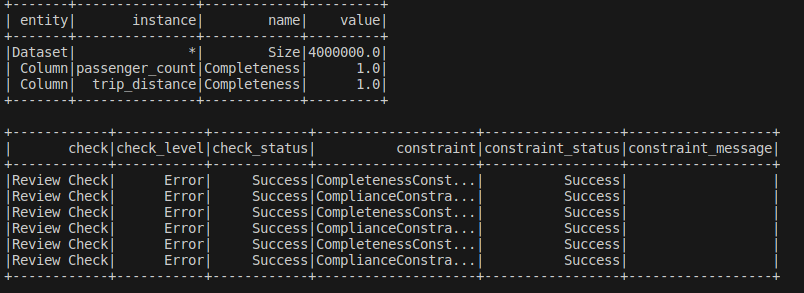 +-------+---------------+------------+---------+
| entity|       instance|        name|    value|
+-------+---------------+------------+---------+
|Dataset|              *|        Size|4000000.0|
| Column|passenger_count|Completeness|      1.0|
| Column|  trip_distance|Completeness|      1.0|
+-------+---------------+------------+---------+
+------------+-----------+------------+--------------------+-----------------+------------------+
|       check|check_level|check_status|          constraint|constraint_status|constraint_message|
+------------+-----------+------------+--------------------+-----------------+------------------+
|Review Check|      Error|     Success|CompletenessConst...|          Success|                  |
|Review Check|      Error|     Success|ComplianceConstra...|          Success|                  |
|Review Check|      Error|     Success|CompletenessConst...|          Success|                  |
|Review Check|      Error|     Success|ComplianceConstra...|          Success|                  |
|Review Check|      Error|     Success|CompletenessConst...|          Success|                  |
|Review Check|      Error|     Success|ComplianceConstra...|          Success|                  |
+------------+-----------+------------+--------------------+-----------------+------------------+